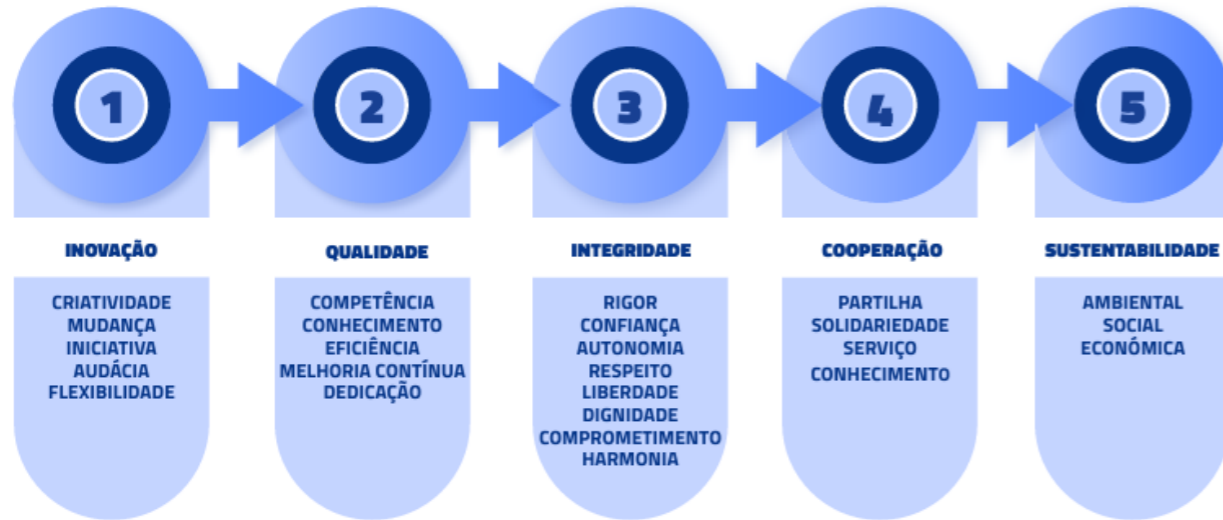 1
2
3
4
5
INOVAÇÃO
CRIATIVIDADE
MUDANÇA
INICIATIVA
AUDÁCIA
FLEXIBILIDADE
QUALIDADE
COMPETÊNCIA
CONHECIMENTO
EFICIÊNCIA
MELHORIA CONTÍNUA
DEDICAÇÃO
INTEGRIDADE
RIGOR
CONFIANÇA
AUTONOMIA
RESPEITO
LIBERDADE
DIGNIDADE
COMPROMETIMENTO
HARMONIA
COOPERAÇÃO
PARTILHA
SOLIDARIEDADE
SERVIÇO
CONHECIMENTO
SUSTENTABILIDADE
AMBIENTAL
SOCIAL
ECONÓMICA